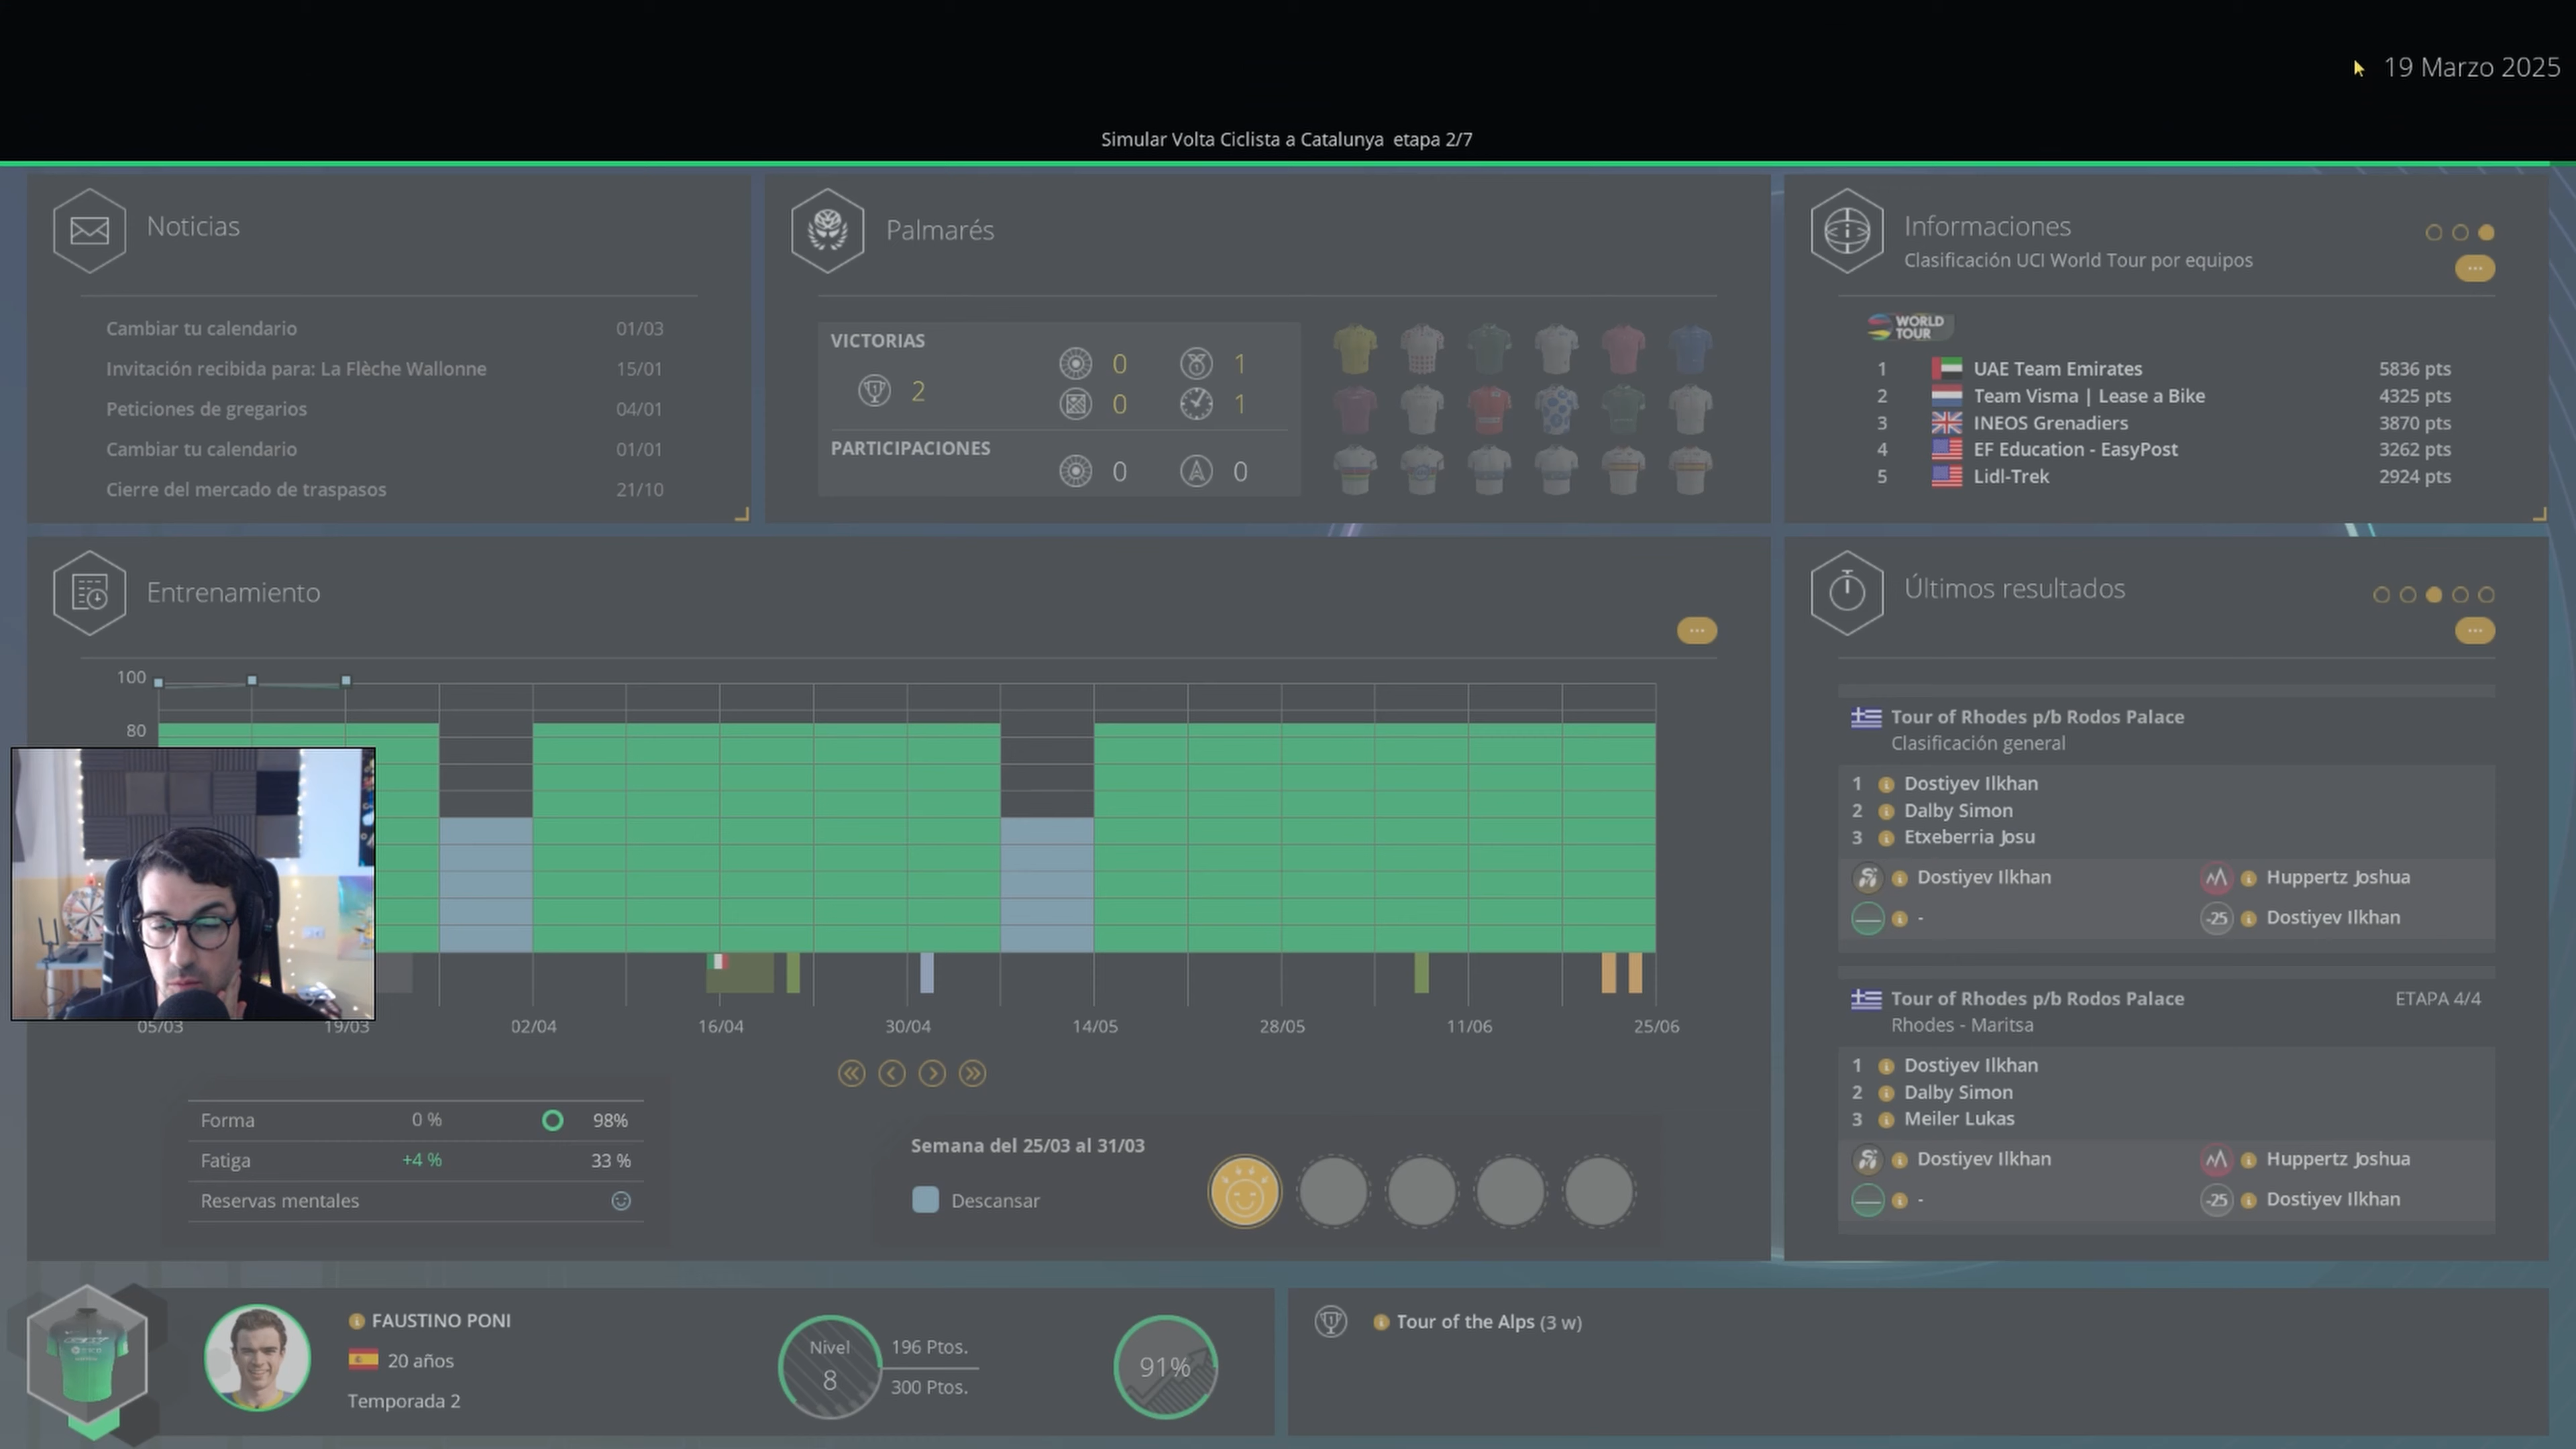 19 Marzo 2025
Simular Volta Ciclista a Catalunya etapa 2/7
Noticias
Cambiar tu calendario 01/03
Invitación recibida para: La Flèche Wallonne 15/01
Peticiones de gregarios 04/01
Cambiar tu calendario 01/01
Cierre del mercado de traspasos 21/10
Palmarés
VICTORIAS
2
0 1
0 1
PARTICIPACIONES
0 0
Informaciones
Clasificación UCI World Tour por equipos
WORLD TOUR
1 UAE Team Emirates 5836 pts
2 Team Visma | Lease a Bike 4325 pts
3 INEOS Grenadiers 3870 pts
4 EF Education - EasyPost 3262 pts
5 Lidl-Trek 2924 pts
Entrenamiento
100
80
05/03 19/03 02/04 16/04 30/04 14/05 28/05 11/06 25/06
Forma 0 % 98%
Fatiga +4 % 33 %
Reservas mentales
Semana del 25/03 al 31/03
Descansar
Últimos resultados
Tour of Rhodes p/b Rodos Palace
Clasificación general
1 Dostiyev Ilkhan
2 Dalby Simon
3 Etxeberria Josu
Dostiyev Ilkhan Huppertz Joshua
- -25 Dostiyev Ilkhan
Tour of Rhodes p/b Rodos Palace ETAPA 4/4
Rhodes - Maritsa
1 Dostiyev Ilkhan
2 Dalby Simon
3 Meiler Lukas
Dostiyev Ilkhan Huppertz Joshua
- -25 Dostiyev Ilkhan
FAUSTINO PONI
20 años
Temporada 2
Nivel
8
196 Ptos.
300 Ptos.
91%
Tour of the Alps (3 w)